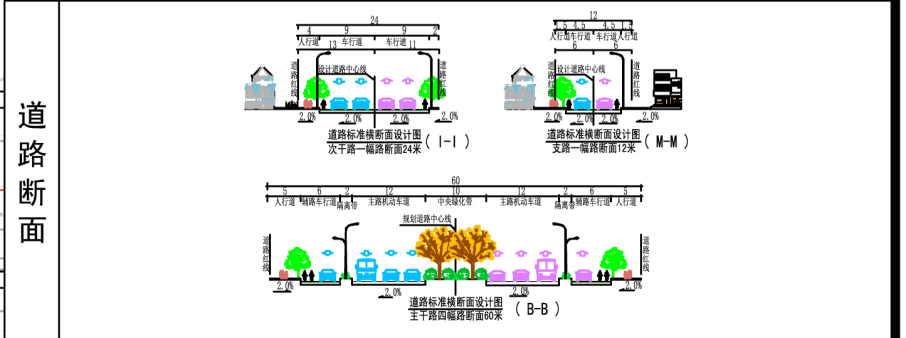 道路断面
24
4 9 9 2
人行道 车行道 车行道
13 11
道路红线
设计道路中心线
道路红线
2.0% 2.0% 2.0% 2.0%
道路标准横断面设计图
次干路一幅路断面24米
( I-I )
12
1.5 4.5 4.5 1.5
人行道 车行道 车行道 人行道
6 6
道路红线
设计道路中心线
道路红线
2.0% 2.0% 2.0% 2.0%
道路标准横断面设计图
支路一幅路断面12米
( M-M )
60
5 6 2 12 10 12 2 6 5
人行道 辅路车行道 隔离带 主路机动车道 中央绿化带 主路机动车道 隔离带 辅路车行道 人行道
规划道路中心线
道路红线
道路红线
2.0% 2.0% 2.0% 2.0%
道路标准横断面设计图
主干路四幅路断面60米
( B-B )